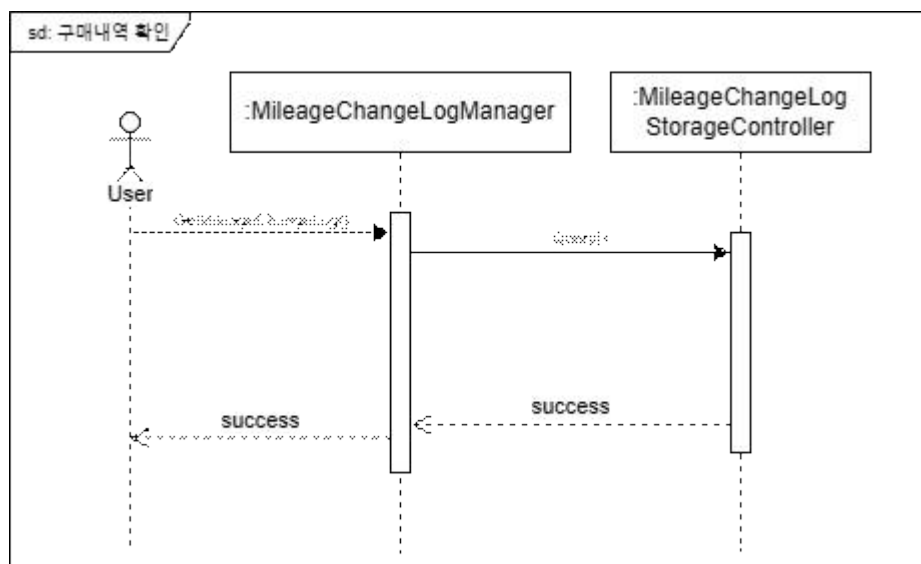 sd: 구매내역 확인
:MileageChangeLogManager
:MileageChangeLog
StorageController
User
success
success